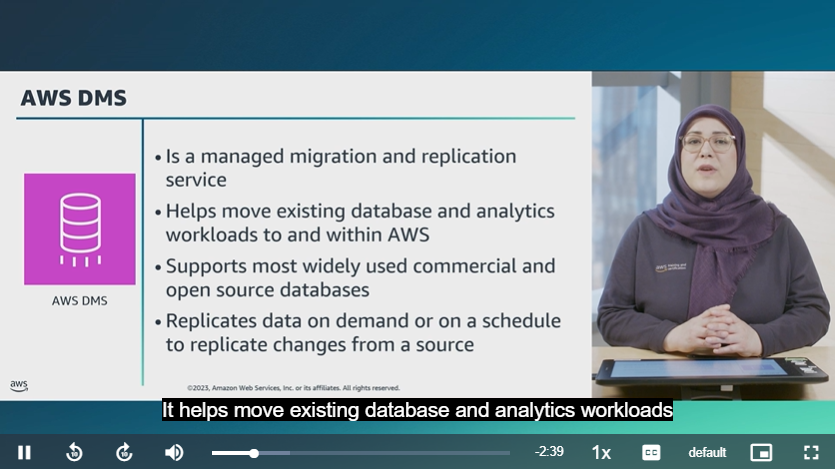 AWS DMS
• Is a managed migration and replication
service
• Helps move existing database and analytics
workloads to and within AWS
• Supports most widely used commercial and
open source databases
• Replicates data on demand or on a schedule
to replicate changes from a source
AWS DMS
aws
©2023, Amazon Web Services, Inc. or its affiliates. All rights reserved.
It helps move existing database and analytics workloads
10
10
-2:39
1x
CC
default